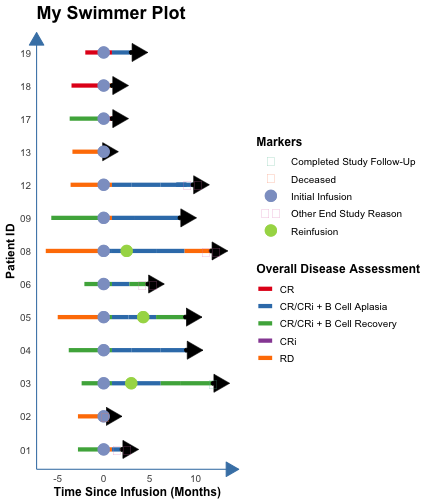 My Swimmer Plot
19
18
17
13
12
09
08
06
05
04
03
02
01
Patient ID
-5 0 5 10
Time Since Infusion (Months)
Markers
Completed Study Follow-Up
Deceased
Initial Infusion
Other End Study Reason
Reinfusion
Overall Disease Assessment
CR
CR/CRi + B Cell Aplasia
CR/CRi + B Cell Recovery
CRi
RD